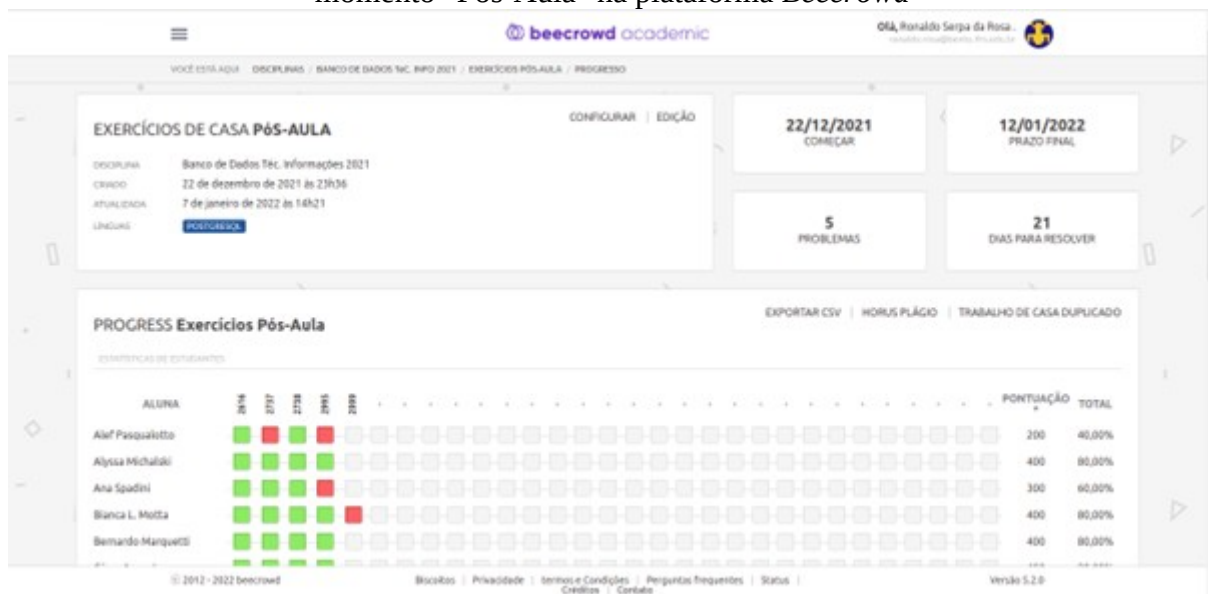 momento “Pós-Aula” na plataforma Beecrowd
beecrowd academic
Olá, Ronaldo Serpa da Rosa..
VOCÊ ESTÁ AQUI DISCIPLINAS / BANCO DE DADOS TéC. INFO 2021 / EXERCÍCIOS PÓS-AULA / PROGRESSO
EXERCÍCIOS DE CASA PóS-AULA
CONFIGURAR | EDIÇÃO
DISCIPLINA Banco de Dados Téc. Informações 2021
CRIADO 22 de dezembro de 2021 às 23h36
ATUALIZADA 7 de janeiro de 2022 às 14h21
LÍNGUAS POSTGRESQL
22/12/2021
COMEÇAR
12/01/2022
PRAZO FINAL
5
PROBLEMAS
21
DIAS PARA RESOLVER
PROGRESS Exercícios Pós-Aula
EXPORTAR CSV | HORUS PLÁGIO | TRABALHO DE CASA DUPLICADO
ESTATÍSTICAS DE ESTUDANTES
ALUNA 2616 2737 2738 2995 PONTUAÇÃO TOTAL
Alef Pasqualotto 200 40,00%
Alyssa Michalski 400 80,00%
Ana Spadini 300 60,00%
Bianca L. Motta 400 80,00%
Bernardo Marquetti 400 80,00%
© 2012 - 2022 beecrowd
Biscoitos | Privacidade | termos e Condições | Perguntas frequentes | Status |
Créditos | Contato
Versão 5.2.0